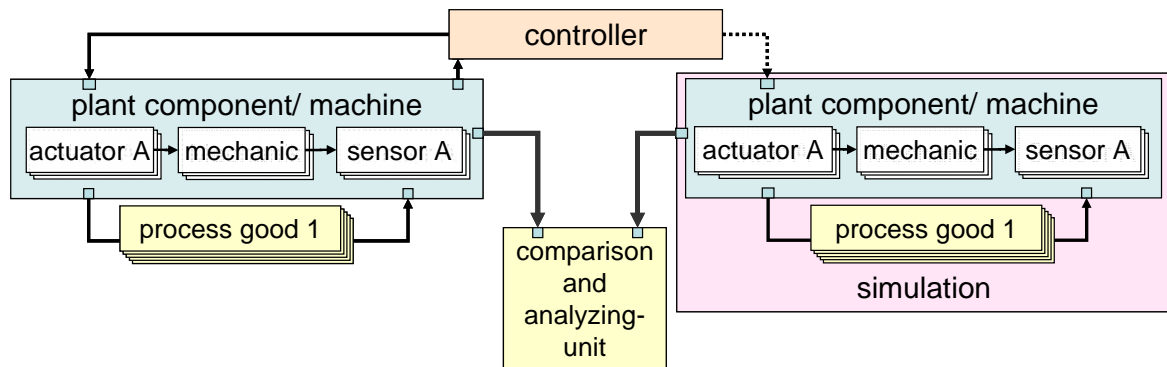 controller
plant component/ machine
actuator A
mechanic
sensor A
process good 1
plant component/ machine
actuator A
mechanic
sensor A
process good 1
simulation
comparison
and
analyzing-
unit